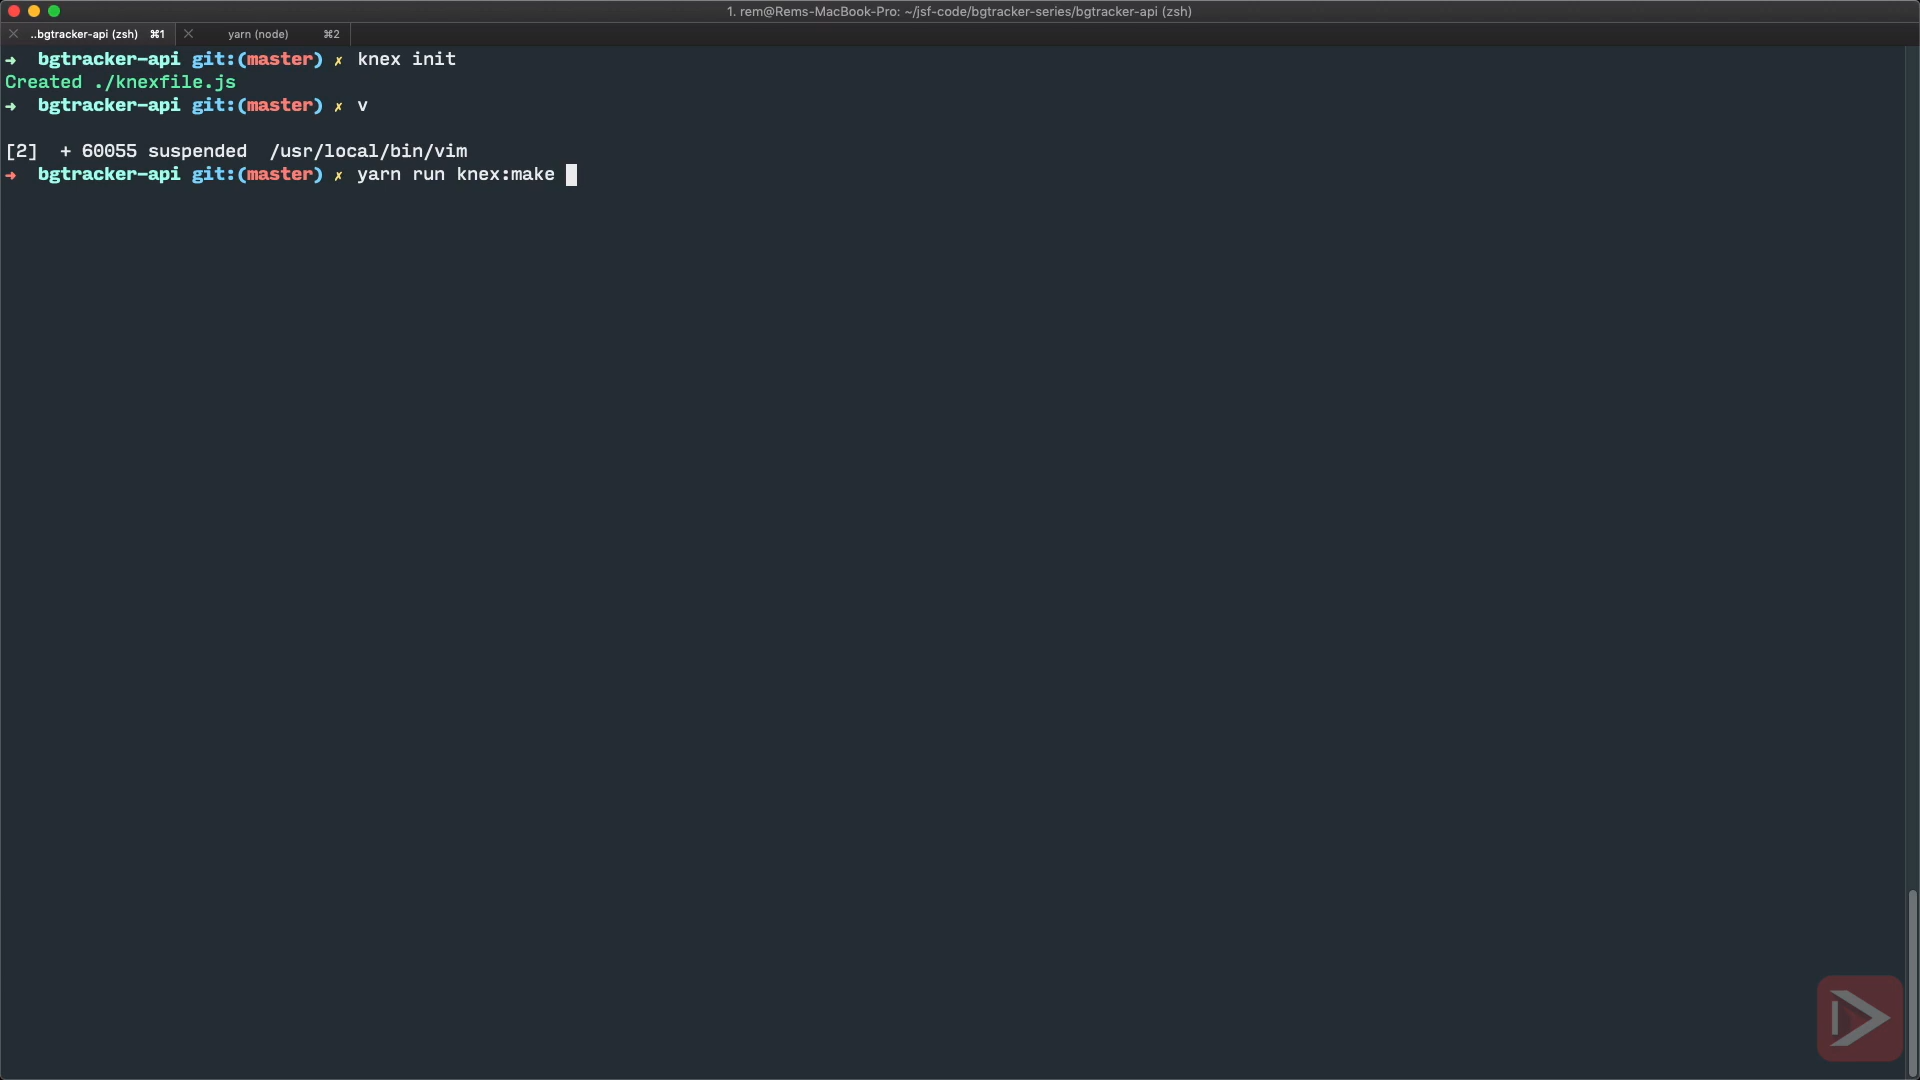 1. rem@Rems-MacBook-Pro: ~/jsf-code/bgtracker-series/bgtracker-api (zsh)
..bgtracker-api (zsh) ⌘1 yarn (node) ⌘2
➜ bgtracker-api git:(master) ✗ knex init
Created ./knexfile.js
➜ bgtracker-api git:(master) ✗ v
[2] + 60055 suspended /usr/local/bin/vim
➜ bgtracker-api git:(master) ✗ yarn run knex:make